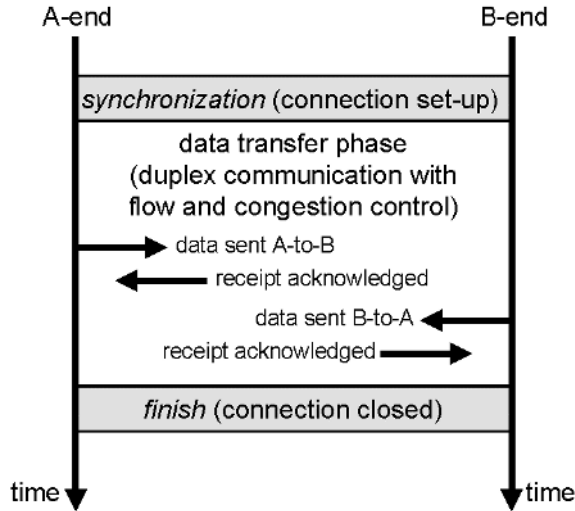 A-end
B-end
synchronization (connection set-up)
data transfer phase
(duplex communication with
flow and congestion control)
data sent A-to-B
receipt acknowledged
data sent B-to-A
receipt acknowledged
finish (connection closed)
time
time